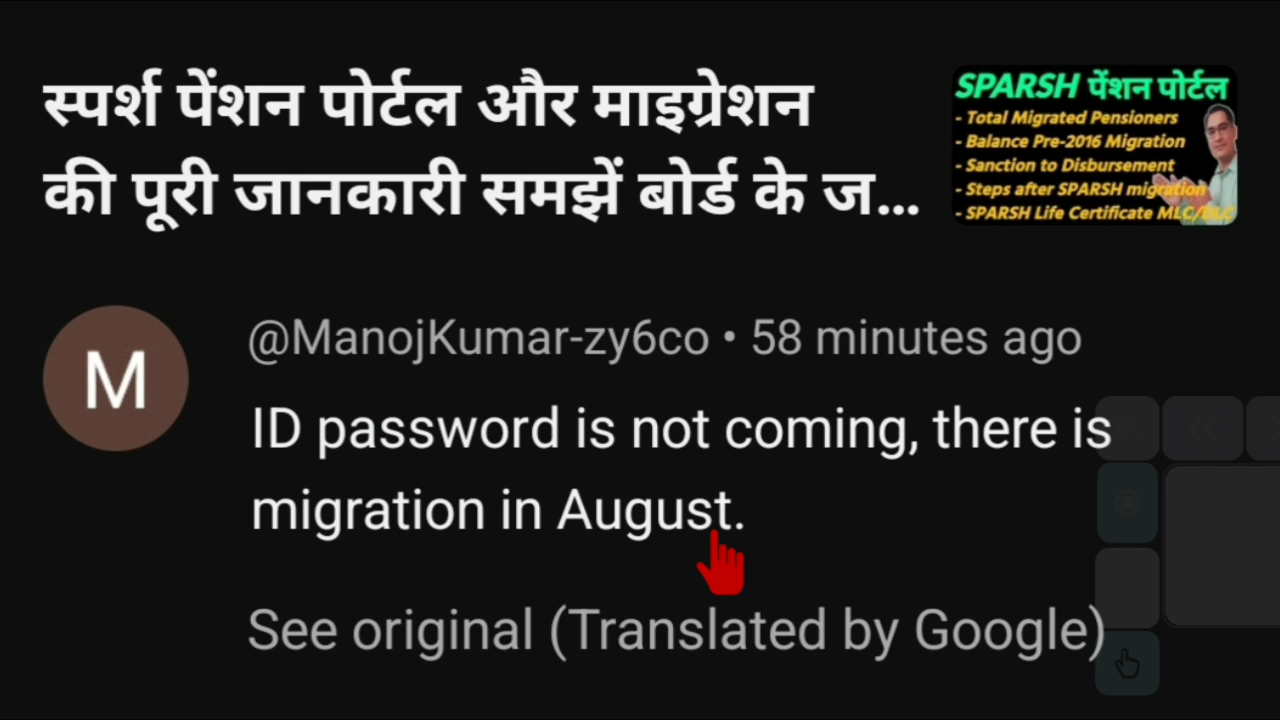 स्पर्श पेंशन पोर्टल और माइग्रेशन
की पूरी जानकारी समझें बोर्ड के ज...
SPARSH पेंशन पोर्टल
- Total Migrated Pensioners
- Balance Pre-2016 Migration
- Sanction to Disbursement
- Steps after SPARSH migration
- SPARSH Life Certificate MLC/DLC
M
@ManojKumar-zy6co • 58 minutes ago
ID password is not coming, there is
migration in August.
See original (Translated by Google)